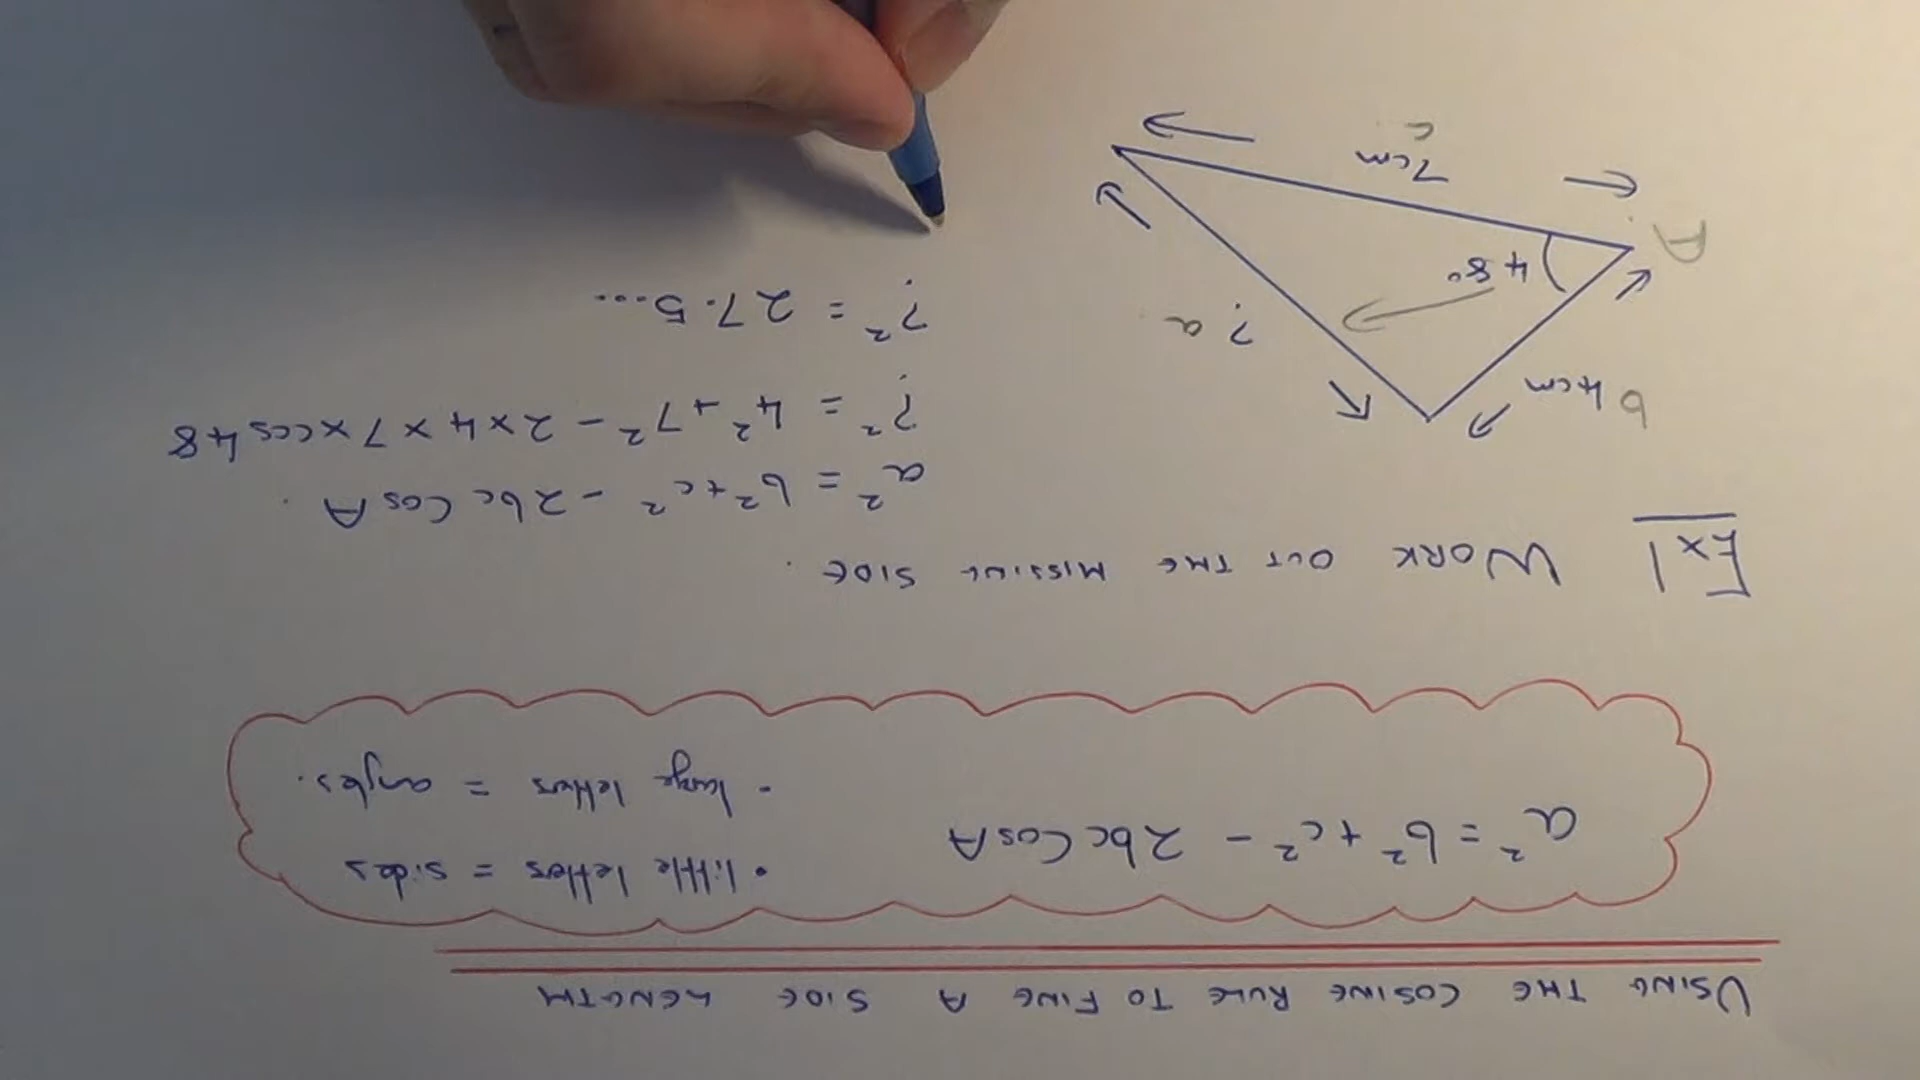 USING THE COSINE RULE TO FIND A SIDE LENGTH
a² = b² + c² - 2bc Cos A
• little letters = sides
• large letters = angles.
Ex 1 WORK OUT THE MISSING SIDE.
b 4cm
? a
48°
A
7cm
c
a² = b² + c² - 2bc Cos A.
?² = 4² + 7² - 2 × 4 × 7 × cos 48
?² = 27.5...